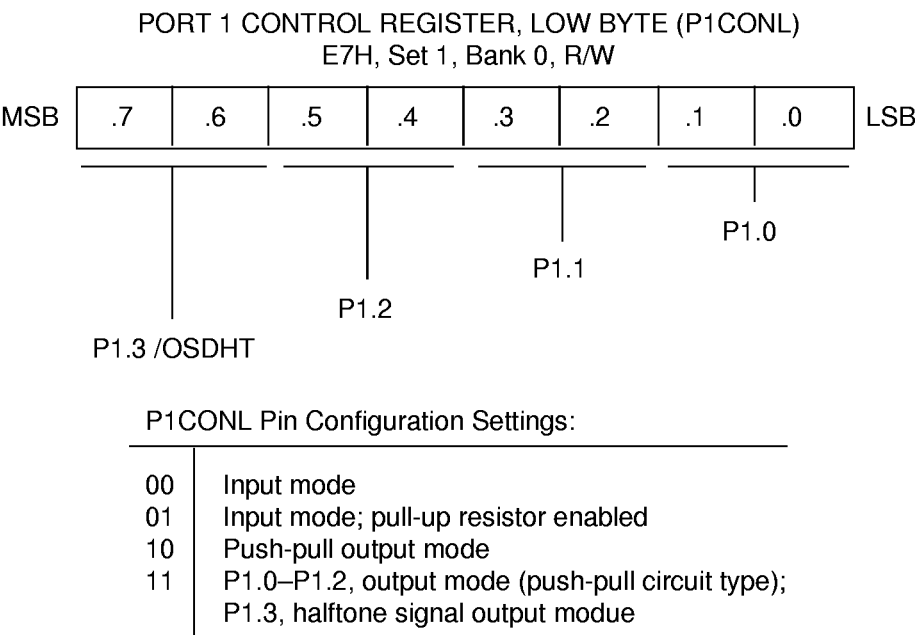 PORT 1 CONTROL REGISTER, LOW BYTE (P1CONL)
E7H, Set 1, Bank 0, R/W
MSB .7 .6 .5 .4 .3 .2 .1 .0 LSB
P1.0
P1.1
P1.2
P1.3 /OSDHT
P1CONL Pin Configuration Settings:
00 Input mode
01 Input mode; pull-up resistor enabled
10 Push-pull output mode
11 P1.0–P1.2, output mode (push-pull circuit type);
P1.3, halftone signal output modue